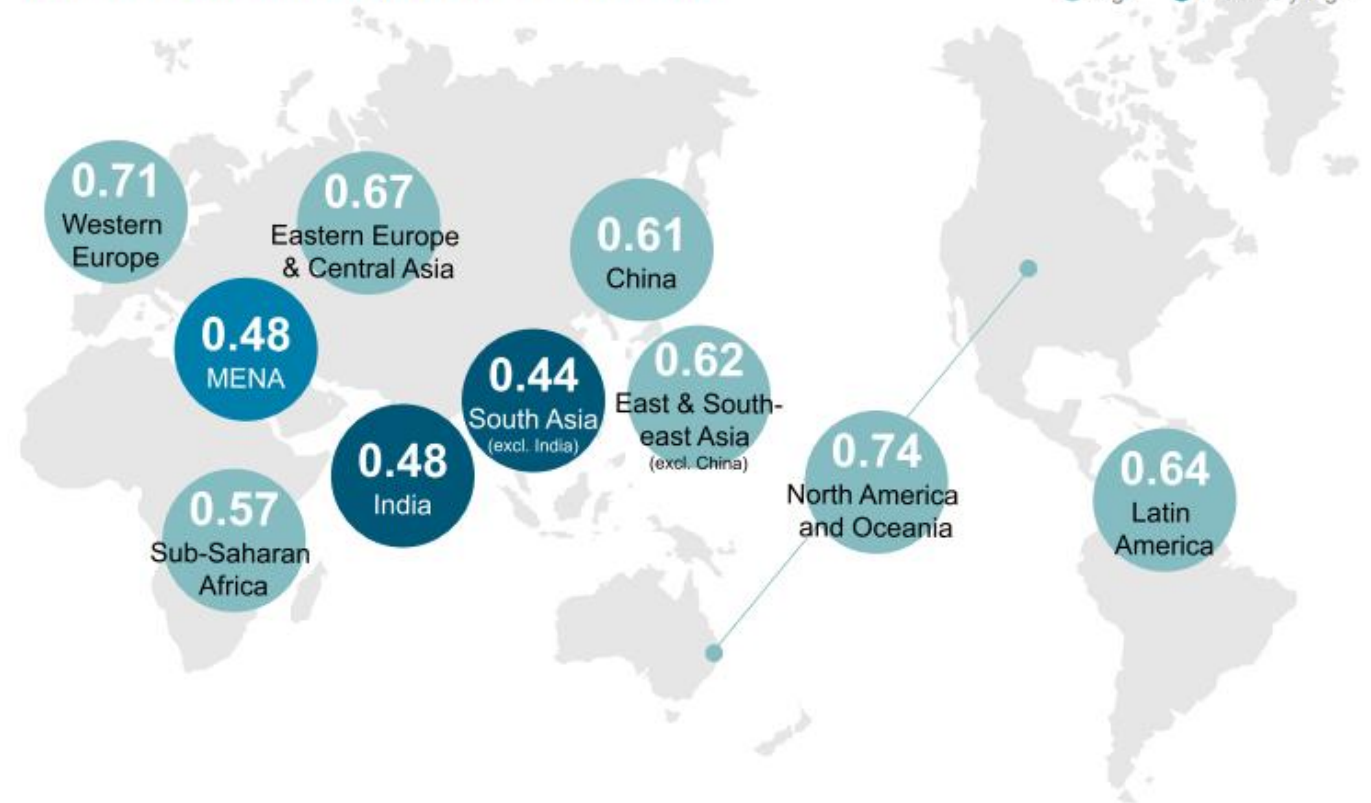 0.71
Western
Europe
0.67
Eastern Europe
& Central Asia
0.61
China
0.48
MENA
0.44
South Asia
(excl. India)
0.62
East & South-
east Asia
(excl. China)
0.48
India
0.74
North America
and Oceania
0.64
Latin
America
0.57
Sub-Saharan
Africa